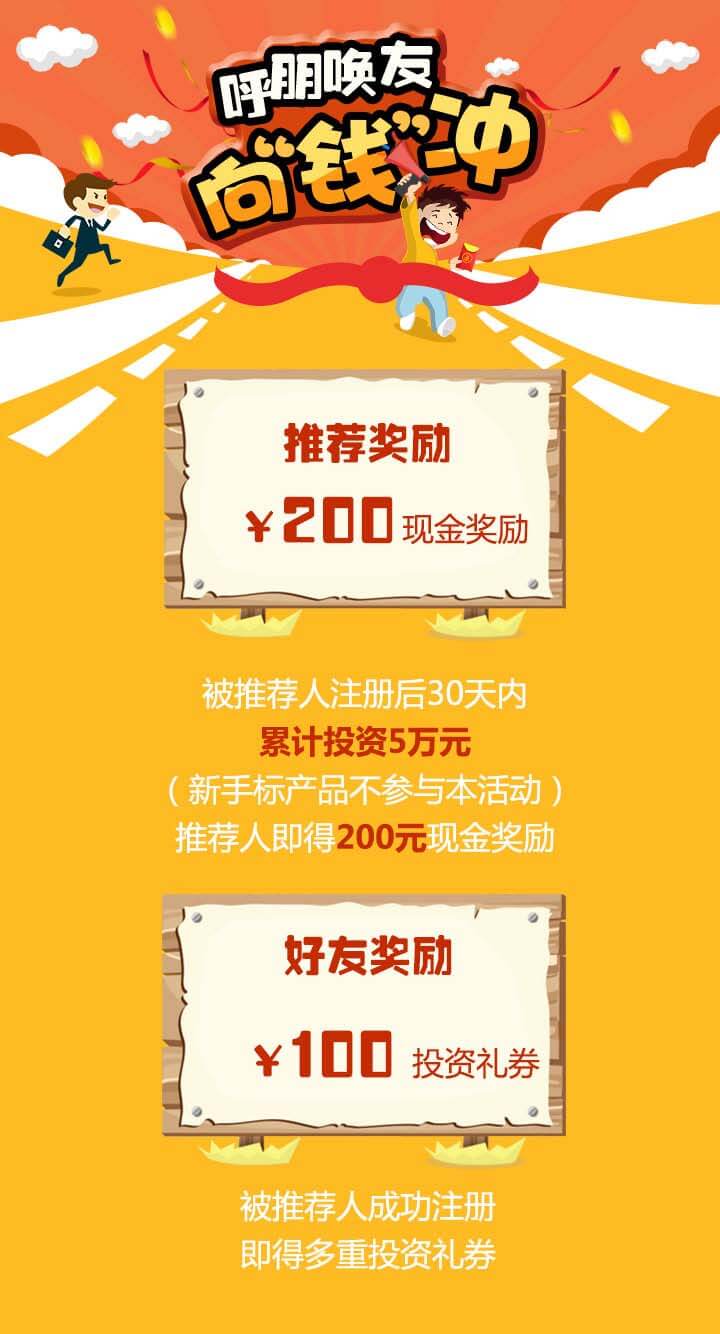 呼朋唤友
向“钱”冲
推荐奖励
￥200现金奖励
被推荐人注册后30天内
累计投资5万元
（新手标产品不参与本活动）
推荐人即得200元现金奖励
好友奖励
￥100 投资礼券
被推荐人成功注册
即得多重投资礼券